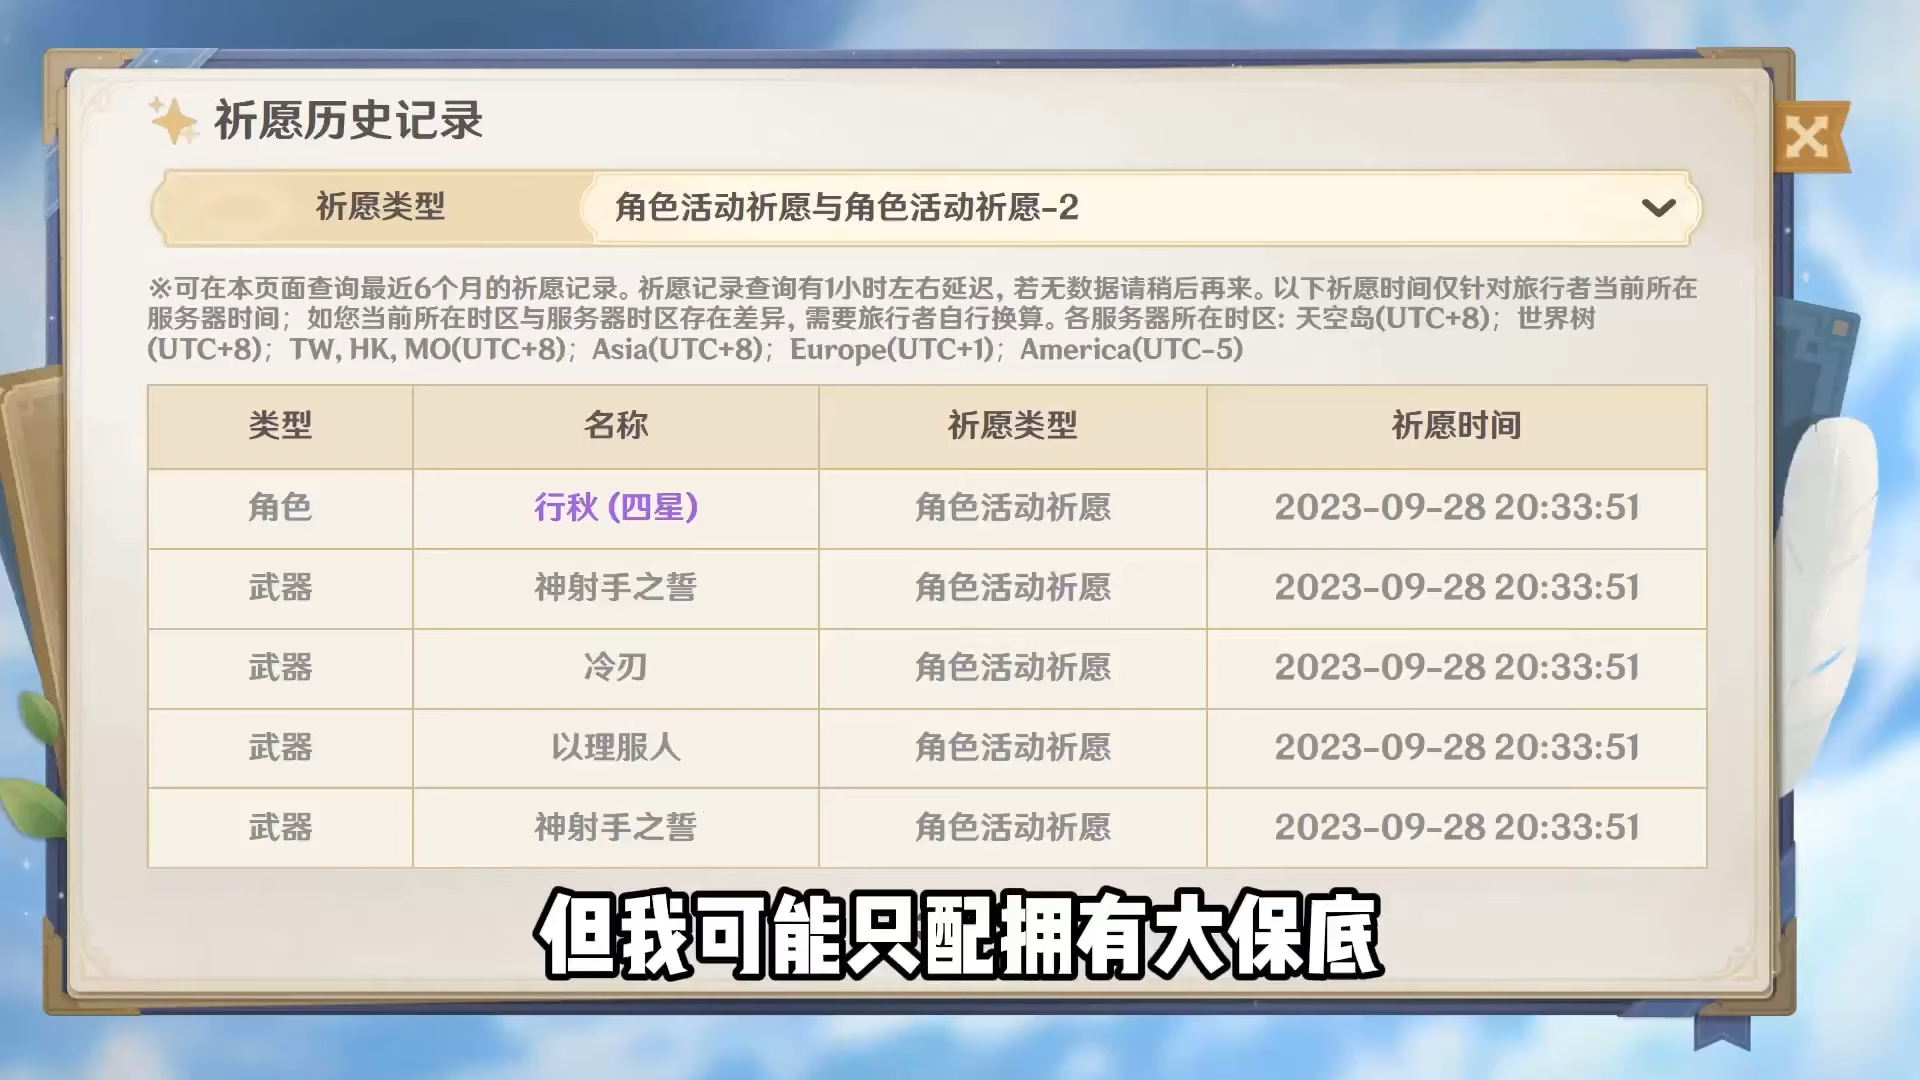 祈愿历史记录
祈愿类型 角色活动祈愿与角色活动祈愿-2
※可在本页面查询最近6个月的祈愿记录。祈愿记录查询有1小时左右延迟，若无数据请稍后再来。以下祈愿时间仅针对旅行者当前所在
服务器时间；如您当前所在时区与服务器时区存在差异，需要旅行者自行换算。各服务器所在时区：天空岛(UTC+8)；世界树
(UTC+8)；TW, HK, MO(UTC+8)；Asia(UTC+8)；Europe(UTC+1)；America(UTC-5)
类型 名称 祈愿类型 祈愿时间
角色 行秋 (四星) 角色活动祈愿 2023-09-28 20:33:51
武器 神射手之誓 角色活动祈愿 2023-09-28 20:33:51
武器 冷刃 角色活动祈愿 2023-09-28 20:33:51
武器 以理服人 角色活动祈愿 2023-09-28 20:33:51
武器 神射手之誓 角色活动祈愿 2023-09-28 20:33:51
但我可能只配拥有大保底